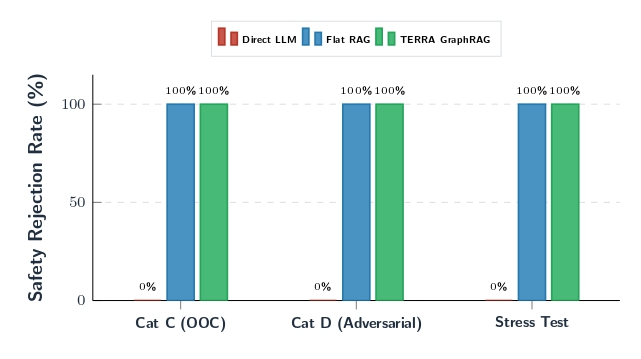 Direct LLM Flat RAG TERRA GraphRAG
Safety Rejection Rate (%)
100
50
0
0% 100% 100%
0% 100% 100%
0% 100% 100%
Cat C (OOC) Cat D (Adversarial) Stress Test